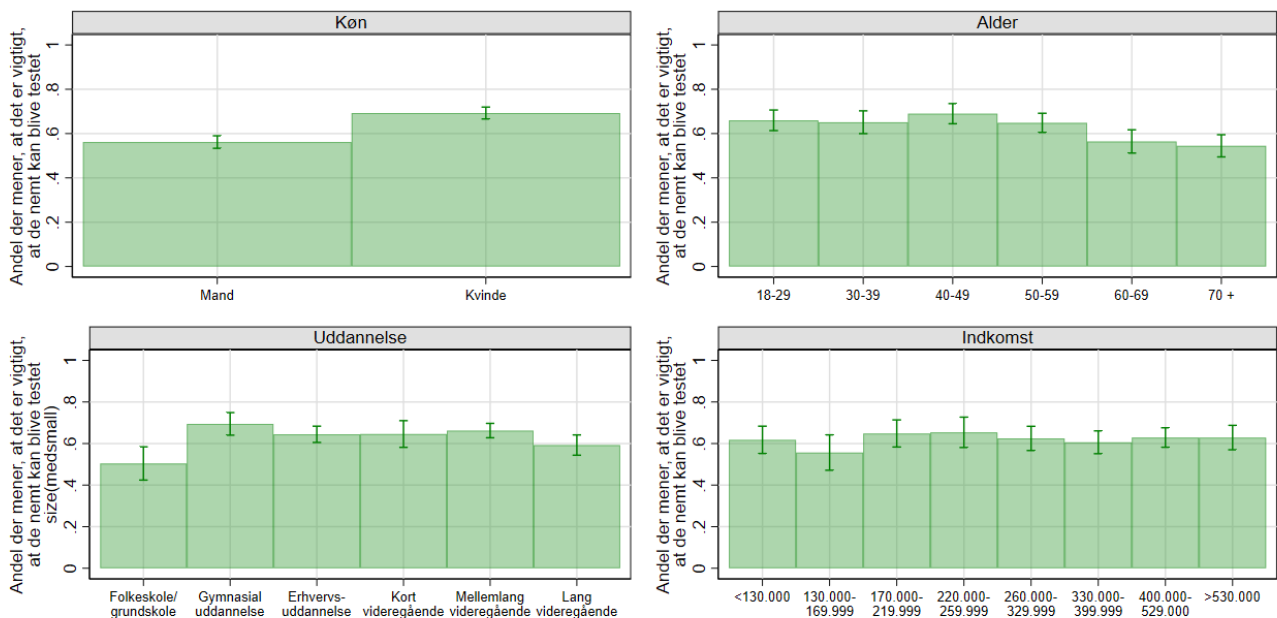 Køn
Andel der mener, at det er vigtigt,
at de nemt kan blive testet
1
.8
.6
.4
.2
0
Mand
Kvinde
Alder
Andel der mener, at det er vigtigt,
at de nemt kan blive testet
1
.8
.6
.4
.2
0
18-29
30-39
40-49
50-59
60-69
70 +
Uddannelse
Andel der mener, at det er vigtigt,
at de nemt kan blive testet
size(medsmall)
1
.8
.6
.4
.2
0
Folkeskole/
grundskole
Gymnasial
uddannelse
Erhvervs-
uddannelse
Kort
videregående
Mellemlang
videregående
Lang
videregående
Indkomst
Andel der mener, at det er vigtigt,
at de nemt kan blive testet
1
.8
.6
.4
.2
0
<130.000
130.000-
169.999
170.000-
219.999
220.000-
259.999
260.000-
329.999
330.000-
399.999
400.000-
529.000
>530.000